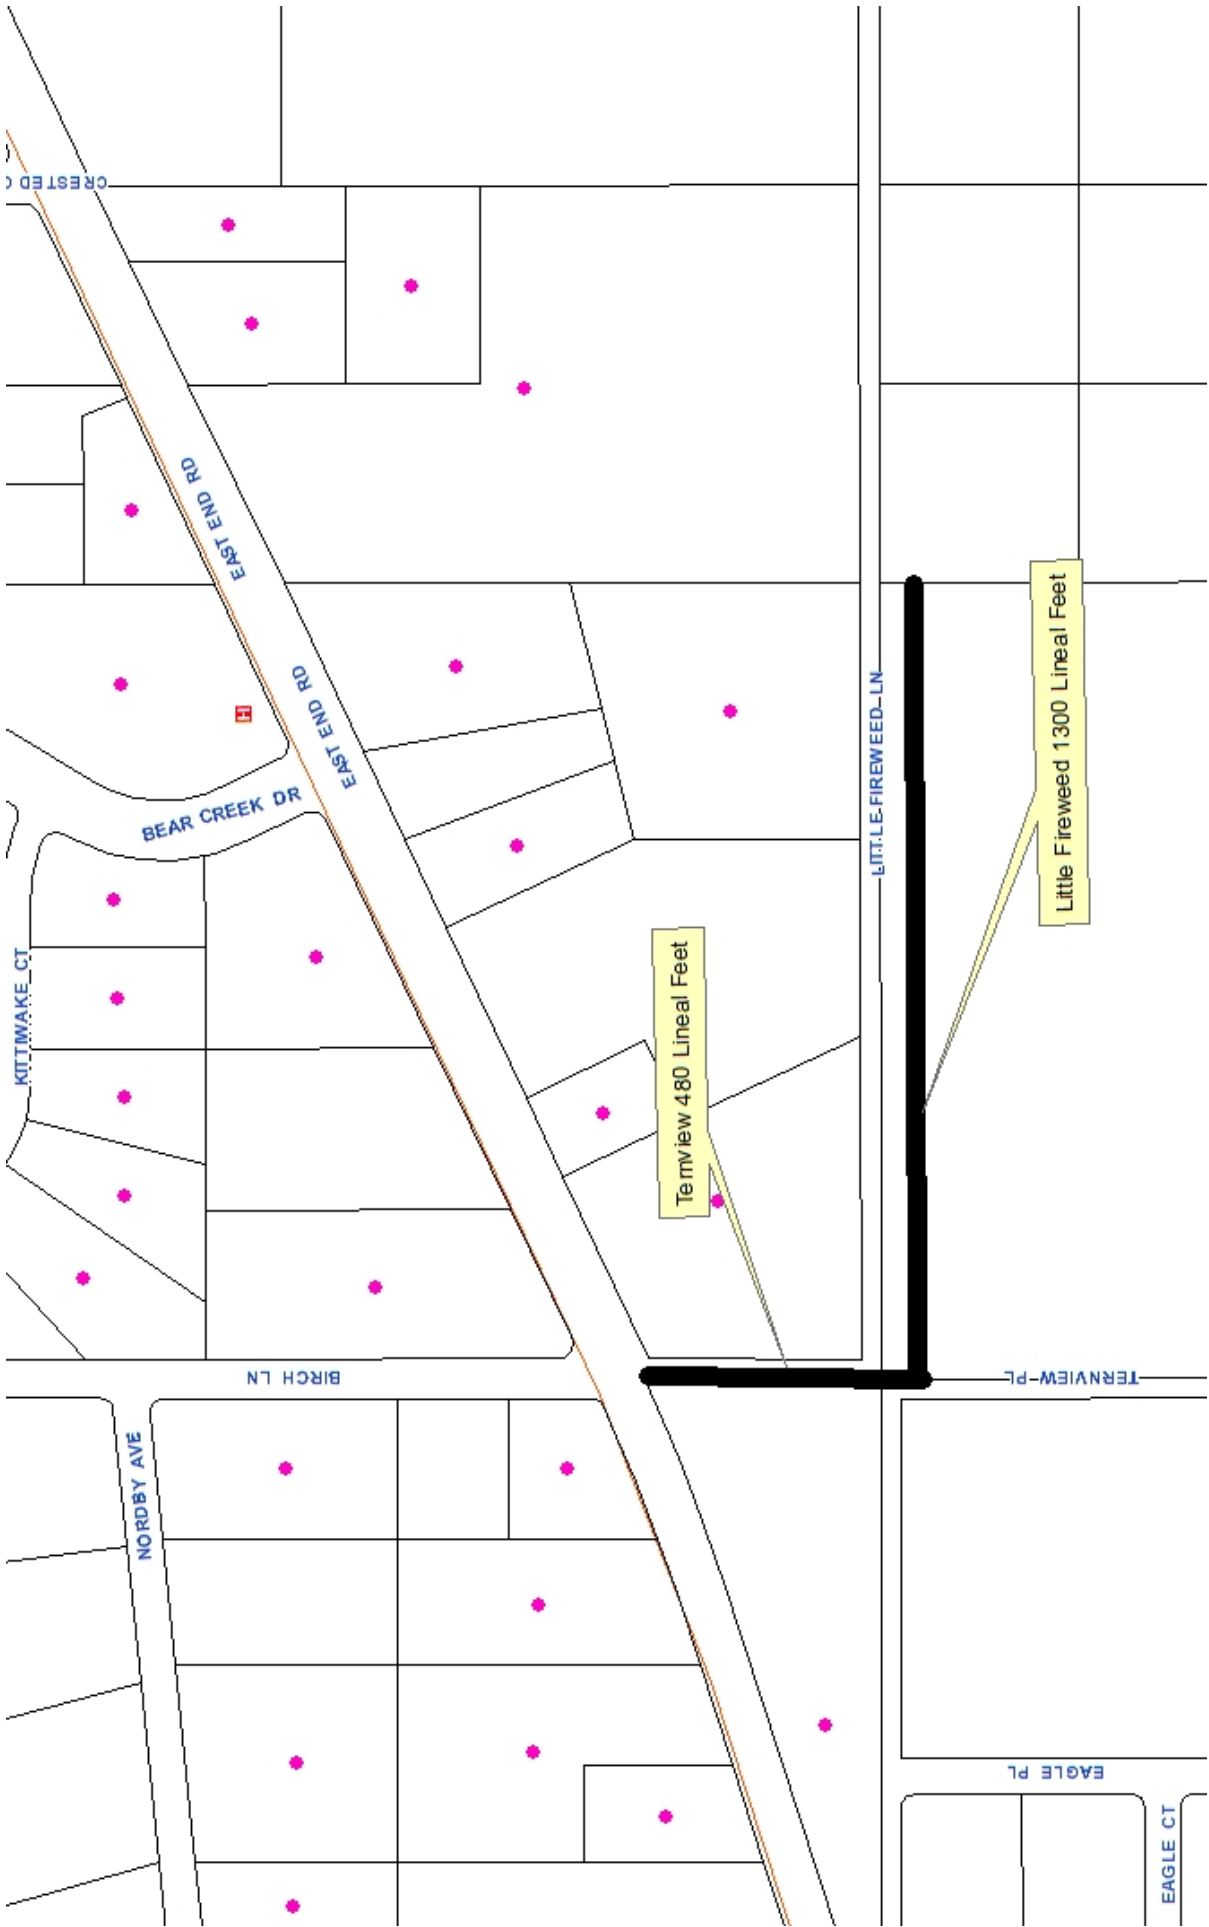 CRESTED C
EAST END RD
EAST END RD
BEAR CREEK DR
H
KITTIWAKE CT
LITTLE FIREWEED LN
Little Fireweed 1300 Lineal Feet
Ternview 480 Lineal Feet
BIRCH LN
TERNVIEW PL
NORDBY AVE
EAGLE PL
EAGLE CT